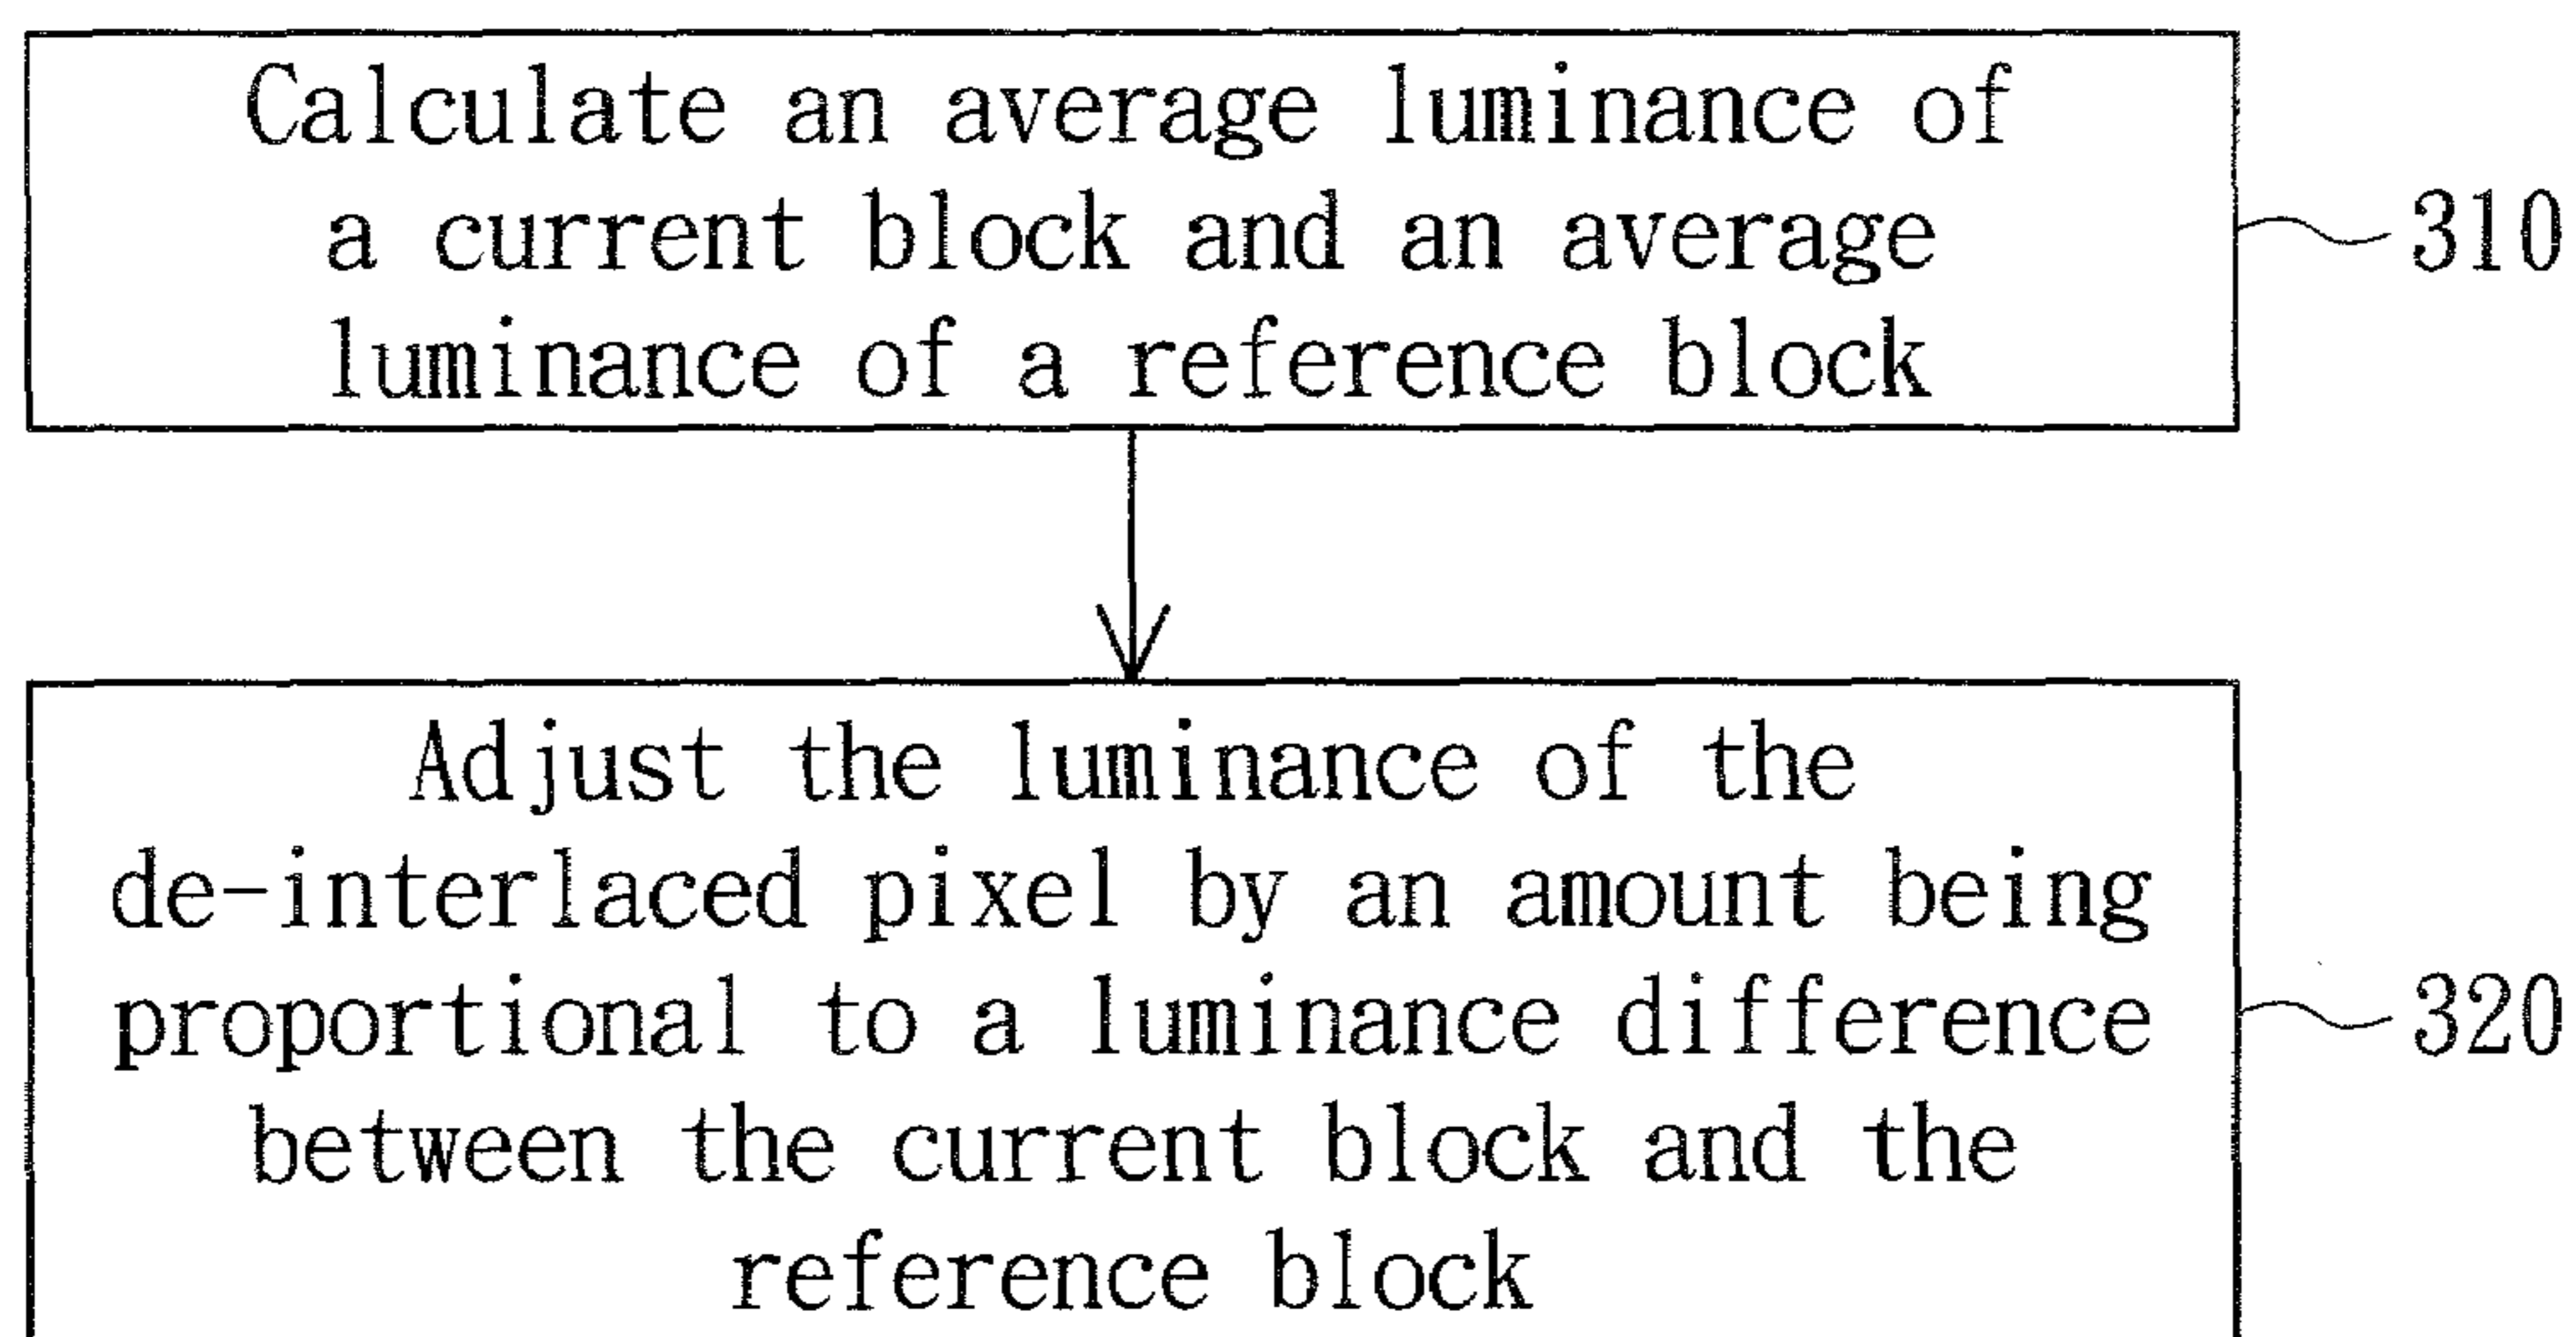 Calculate an average luminance of
a current block and an average
luminance of a reference block
310
Adjust the luminance of the
de-interlaced pixel by an amount being
proportional to a luminance difference
between the current block and the
reference block
320